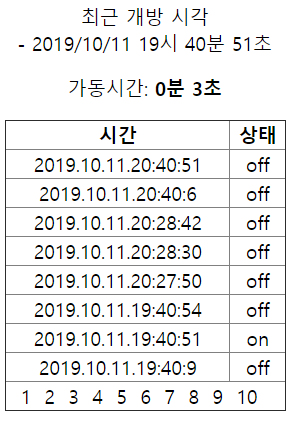 최근 개방 시각
- 2019/10/11 19시 40분 51초
가동시간: 0분 3초
시간 상태
2019.10.11.20:40:51 off
2019.10.11.20:40:6 off
2019.10.11.20:28:42 off
2019.10.11.20:28:30 off
2019.10.11.20:27:50 off
2019.10.11.19:40:54 off
2019.10.11.19:40:51 on
2019.10.11.19:40:9 off
1 2 3 4 5 6 7 8 9 10